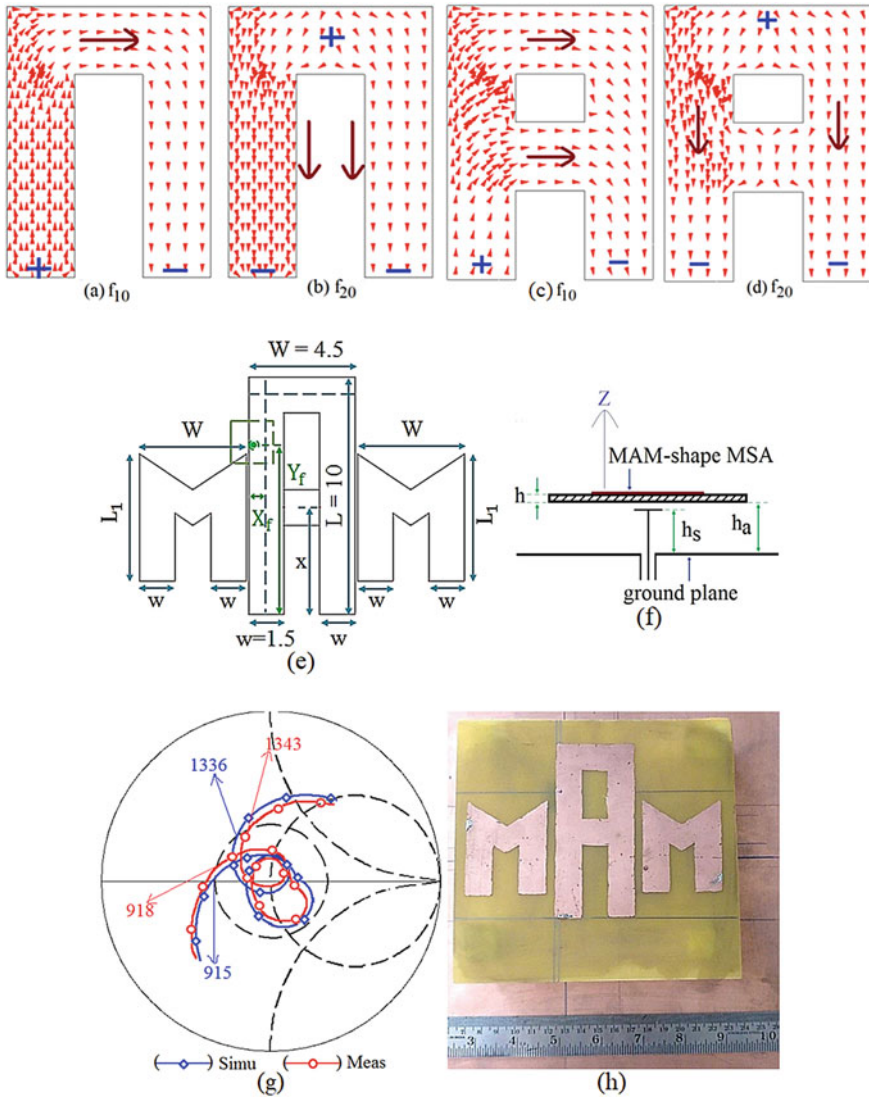 + − (a) f10
+ − − (b) f20
+ − (c) f10
+ − − (d) f20
W = 4.5
W W
L1 Xf Yf L = 10 x L1
w w w=1.5 w w w
(e)
Z
MAM-shape MSA
h hs ha
ground plane
(f)
1336 1343
918 915
Simu Meas
(g)
MAM
3 4 5 6 7 8 9 10
(h)